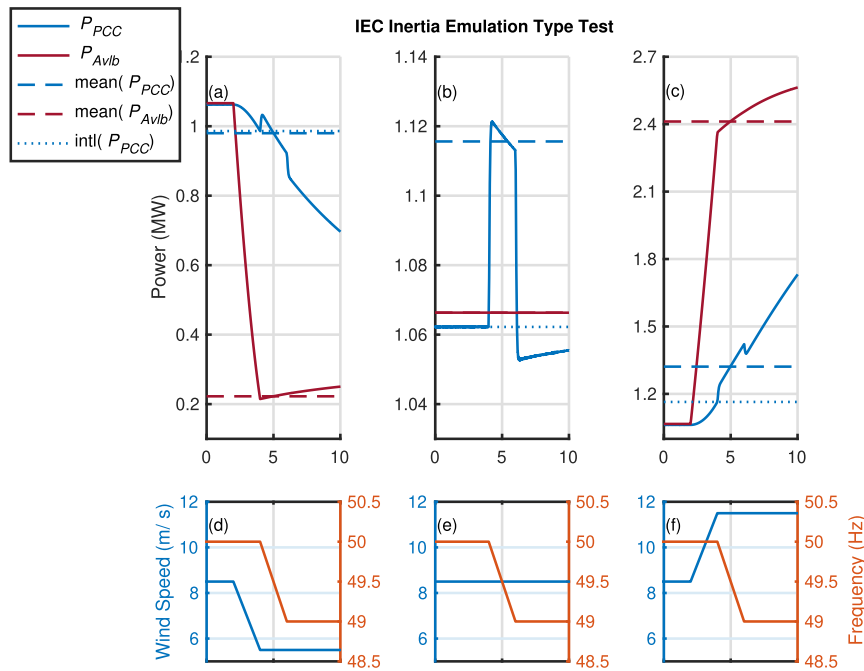 IEC Inertia Emulation Type Test
P_PCC
P_Avlb
mean( P_PCC)
mean( P_Avlb)
intl( P_PCC)
Power (MW)
(a)
1.2
1
0.8
0.6
0.4
0.2
0 5 10
(b)
1.14
1.12
1.1
1.08
1.06
1.04
0 5 10
(c)
2.7
2.4
2.1
1.8
1.5
1.2
0 5 10
Wind Speed (m/ s)
(d)
12
10
8
6
50.5
50
49.5
49
48.5
(e)
12
10
8
6
50.5
50
49.5
49
48.5
(f)
12
10
8
6
50.5
50
49.5
49
48.5
Frequency (Hz)